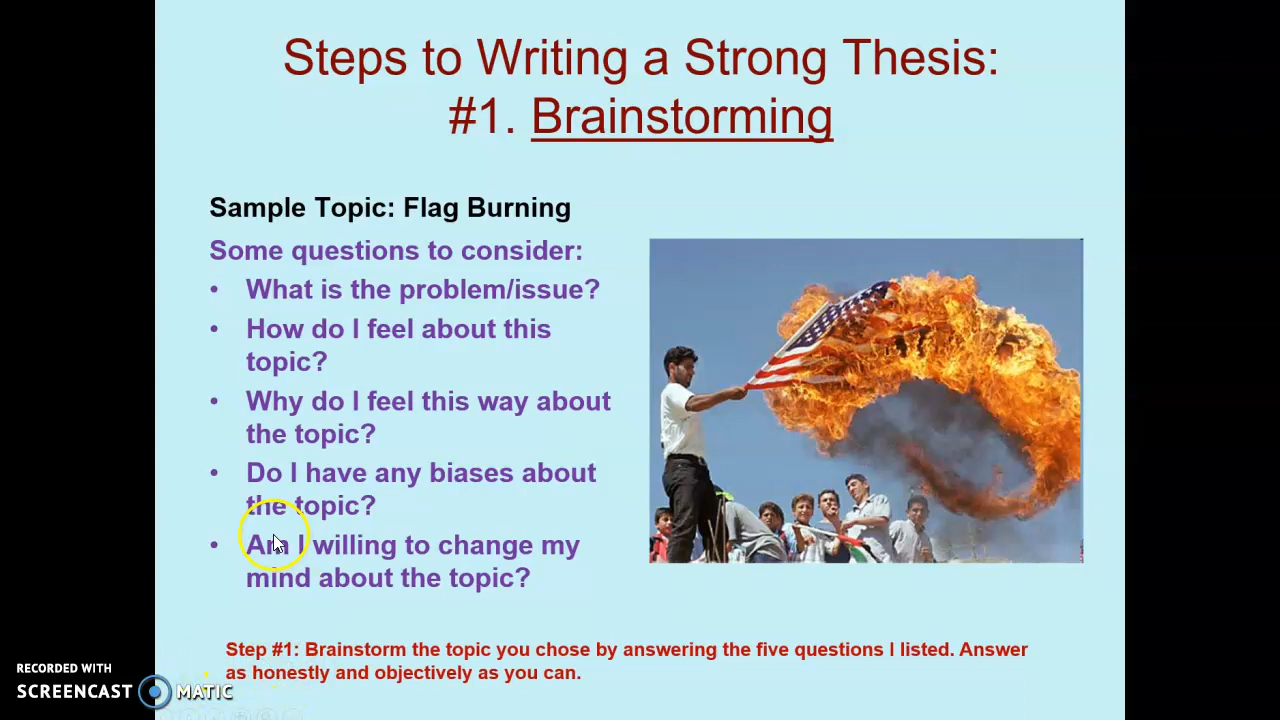 Steps to Writing a Strong Thesis:
#1. Brainstorming
Sample Topic: Flag Burning
Some questions to consider:
• What is the problem/issue?
• How do I feel about this
topic?
• Why do I feel this way about
the topic?
• Do I have any biases about
the topic?
• Am I willing to change my
mind about the topic?
Step #1: Brainstorm the topic you chose by answering the five questions I listed. Answer
as honestly and objectively as you can.
RECORDED WITH
SCREENCAST MATIC